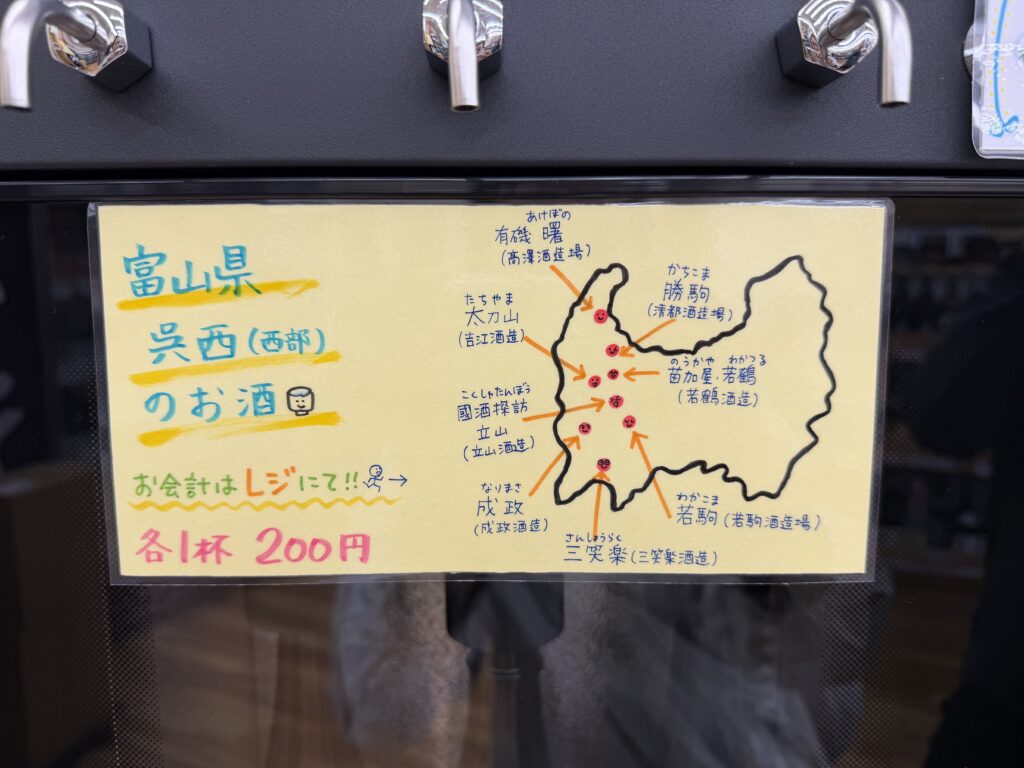 富山県
呉西(西部)
のお酒
お会計はレジにて!!→
各1杯 200円
あけぼの
有磯 曙
(高澤酒造場)
かちこま
勝駒
(清都酒造場)
たちやま
太刀山
(吉江酒造)
のうかや わかつる
苗加屋・若鶴
(若鶴酒造)
こくしゅたんぼう
國酒探訪
立山
(立山酒造)
なりまさ
成政
(成政酒造)
わかこま
若駒(若駒酒造場)
さんしょうらく
三笑楽(三笑楽酒造)